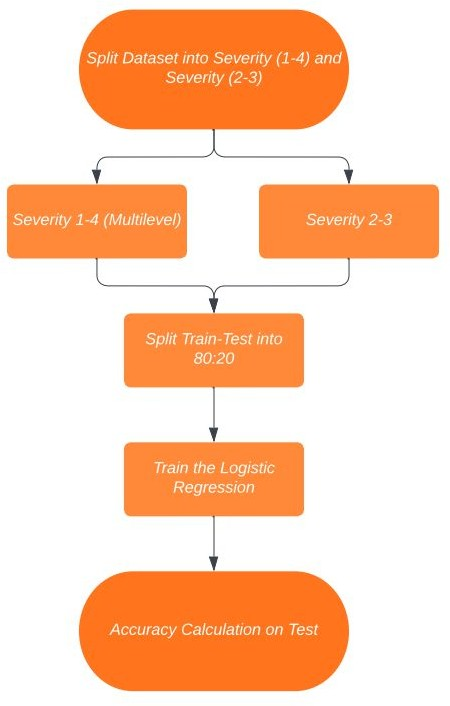 Split Dataset into Severity (1-4) and
Severity (2-3)
Severity 1-4 (Multilevel)
Severity 2-3
Split Train-Test into
80:20
Train the Logistic
Regression
Accuracy Calculation on Test